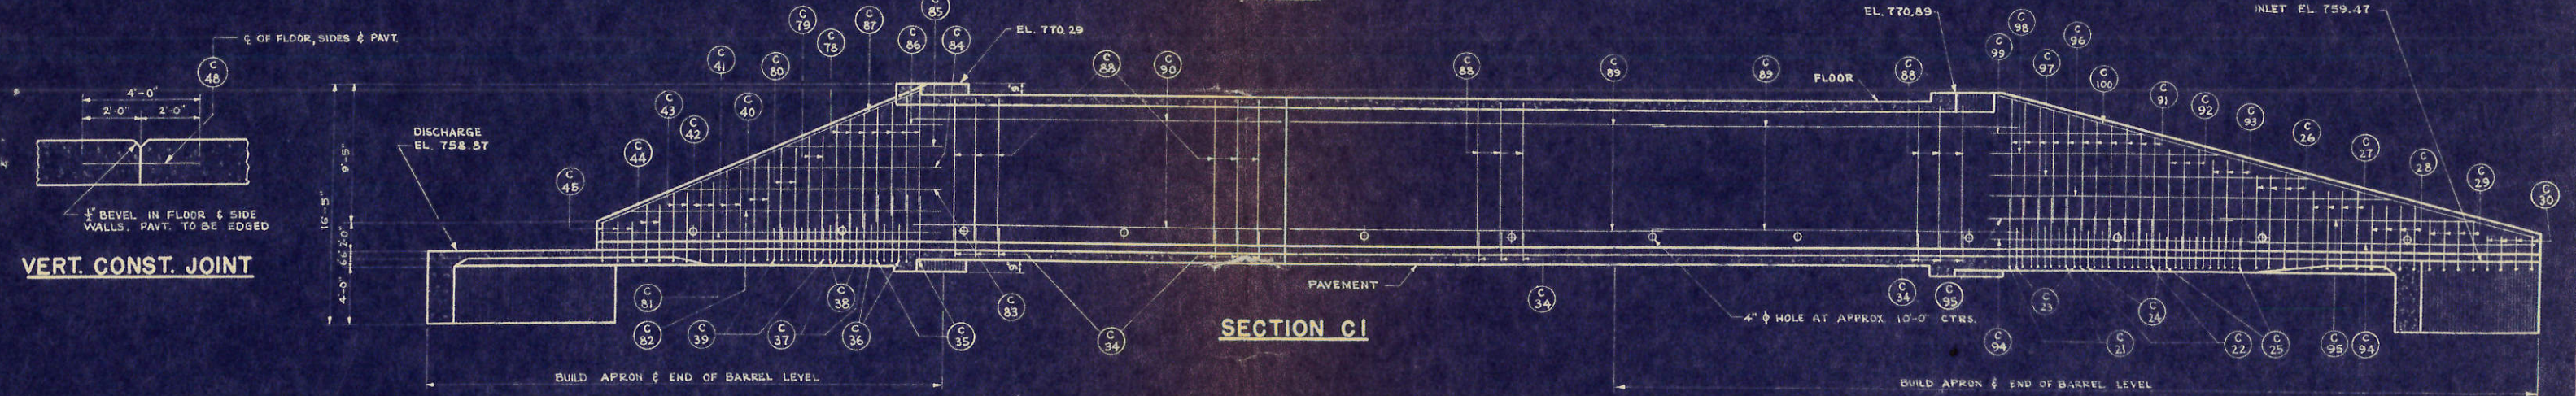 C
85
C
79
C
87
C
98
EL. 770.89
INLET EL. 759.47
C
41
C
80
C
78
C
86
C
84
EL. 770.29
C
99
C
96
℄ OF FLOOR, SIDES & PAVT.
C
48
C
88
C
90
C
88
C
89
C
89
C
88
C
97
C
100
FLOOR
4'-0"
2'-0"
2'-0"
C
43
C
42
C
40
9"
C
91
C
92
C
93
C
26
C
27
C
28
C
29
C
30
DISCHARGE
EL. 758.87
C
44
C
45
9'-5"
16'-5"
4'-0"
½" BEVEL IN FLOOR & SIDE
WALLS. PAVT. TO BE EDGED
VERT. CONST. JOINT
9"
PAVEMENT
C
81
C
38
C
83
C
34
C
34
C
95
C
23
C
24
4" ϕ HOLE AT APPROX. 10'-0" CTRS.
C
82
C
39
C
37
C
36
C
35
C
34
SECTION C1
C
94
C
21
C
22
C
25
C
95
C
94
BUILD APRON & END OF BARREL LEVEL
BUILD APRON & END OF BARREL LEVEL